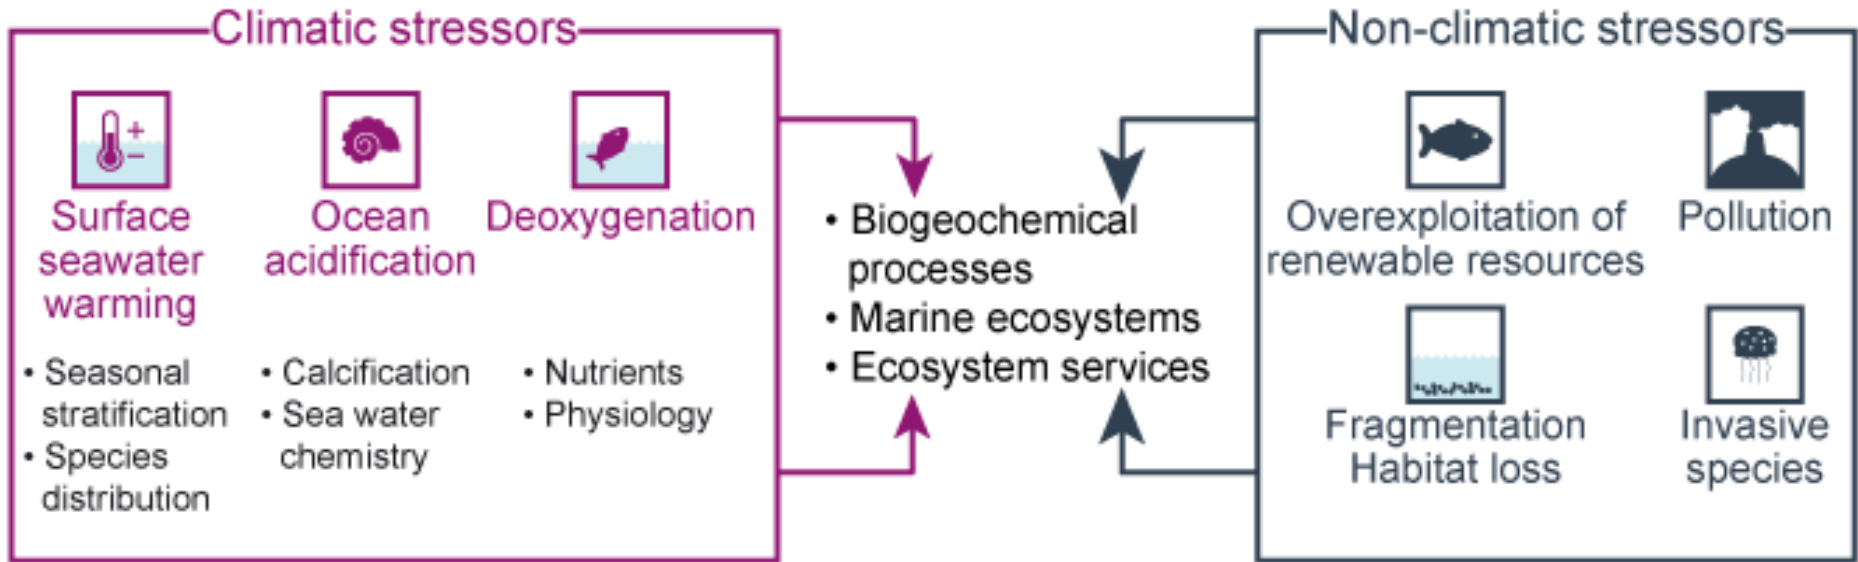 Climatic stressors
Surface
seawater
warming
• Seasonal
stratification
• Species
distribution
Ocean
acidification
• Calcification
• Sea water
chemistry
Deoxygenation
• Nutrients
• Physiology
• Biogeochemical
processes
• Marine ecosystems
• Ecosystem services
Non-climatic stressors
Overexploitation of
renewable resources
Pollution
Fragmentation
Habitat loss
Invasive
species